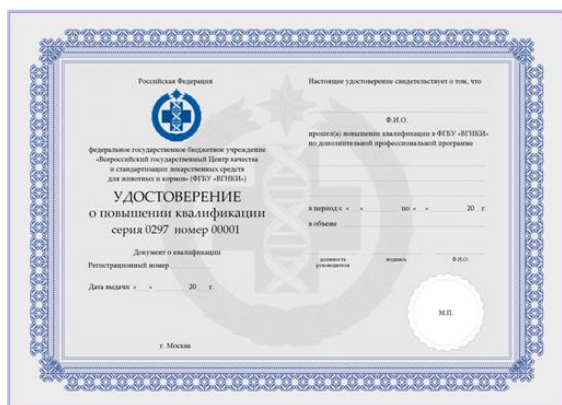 Российская Федерация
федеральное государственное бюджетное учреждение
«Всероссийский государственный Центр качества
и стандартизации лекарственных средств
для животных и кормов» (ФГБУ «ВГНКИ»)
УДОСТОВЕРЕНИЕ
о повышении квалификации
серия 0297 номер 00001
Документ о квалификации
Регистрационный номер
Дата выдачи « » 20 г.
г. Москва
Настоящее удостоверение свидетельствует о том, что
Ф.И.О.
прошел(а) повышение квалификации в ФГБУ «ВГНКИ»
по дополнительной профессиональной программе
в период с « » по « » 20 г.
в объеме
должность подпись Ф.И.О.
руководителя
М.П.